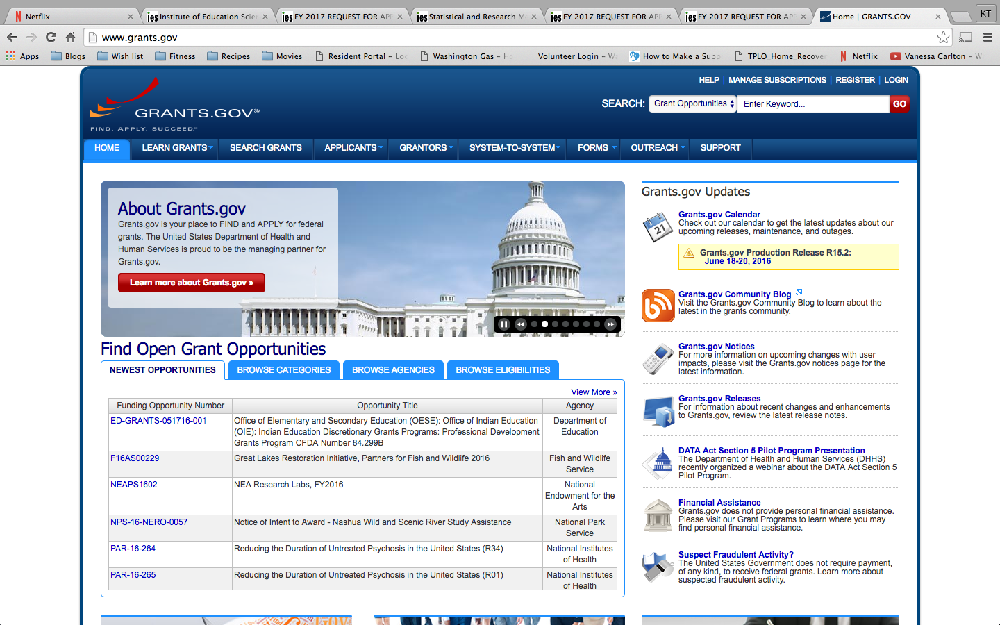 Netflix
ies Institute of Education Scien
ies FY 2017 REQUEST FOR APP
ies Statistical and Research Me
ies FY 2017 REQUEST FOR APP
ies FY 2017 REQUEST FOR APP
Home | GRANTS.GOV
KT
www.grants.gov
Apps
Blogs
Wish list
Fitness
Recipes
Movies
Resident Portal - Log
Washington Gas - Ho
Volunteer Login - Wa
How to Make a Supp
TPLO_Home_Recover
Netflix
Vanessa Carlton - W
HELP | MANAGE SUBSCRIPTIONS | REGISTER | LOGIN
GRANTS.GOV℠
FIND. APPLY. SUCCEED.
SEARCH: Grant Opportunities Enter Keyword... GO
HOME
LEARN GRANTS
SEARCH GRANTS
APPLICANTS
GRANTORS
SYSTEM-TO-SYSTEM
FORMS
OUTREACH
SUPPORT
About Grants.gov
Grants.gov is your place to FIND and APPLY for federal
grants. The United States Department of Health and
Human Services is proud to be the managing partner for
Grants.gov.
Learn more about Grants.gov »
Find Open Grant Opportunities
NEWEST OPPORTUNITIES
BROWSE CATEGORIES
BROWSE AGENCIES
BROWSE ELIGIBILITIES
View More »
Funding Opportunity Number
Opportunity Title
Agency
ED-GRANTS-051716-001
Office of Elementary and Secondary Education (OESE): Office of Indian Education
(OIE): Indian Education Discretionary Grants Programs: Professional Development
Grants Program CFDA Number 84.299B
Department of
Education
F16AS00229
Great Lakes Restoration Initiative, Partners for Fish and Wildlife 2016
Fish and Wildlife
Service
NEAPS1602
NEA Research Labs, FY2016
National
Endowment for the
Arts
NPS-16-NERO-0057
Notice of Intent to Award - Nashua Wild and Scenic River Study Assistance
National Park
Service
PAR-16-264
Reducing the Duration of Untreated Psychosis in the United States (R34)
National Institutes
of Health
PAR-16-265
Reducing the Duration of Untreated Psychosis in the United States (R01)
National Institutes
of Health
Grants.gov Updates
21
Grants.gov Calendar
Check out our calendar to get the latest updates about our
upcoming releases, maintenance, and outages.
Grants.gov Production Release R15.2:
June 18-20, 2016
Grants.gov Community Blog
Visit the Grants.gov Community Blog to learn about the
latest in the grants community.
Grants.gov Notices
For more information on upcoming changes with user
impacts, please visit the Grants.gov notices page for the
latest information.
Grants.gov Releases
For information about recent changes and enhancements
to Grants.gov, review the latest release notes.
DATA Act Section 5 Pilot Program Presentation
The Department of Health and Human Services (DHHS)
recently organized a webinar about the DATA Act Section 5
Pilot Program.
Financial Assistance
Grants.gov does not provide personal financial assistance.
Please visit our Grant Programs to learn where you may
find personal financial assistance.
Suspect Fraudulent Activity?
The United States Government does not require payment,
of any kind, to receive federal grants. Learn more about
suspected fraudulent activity.